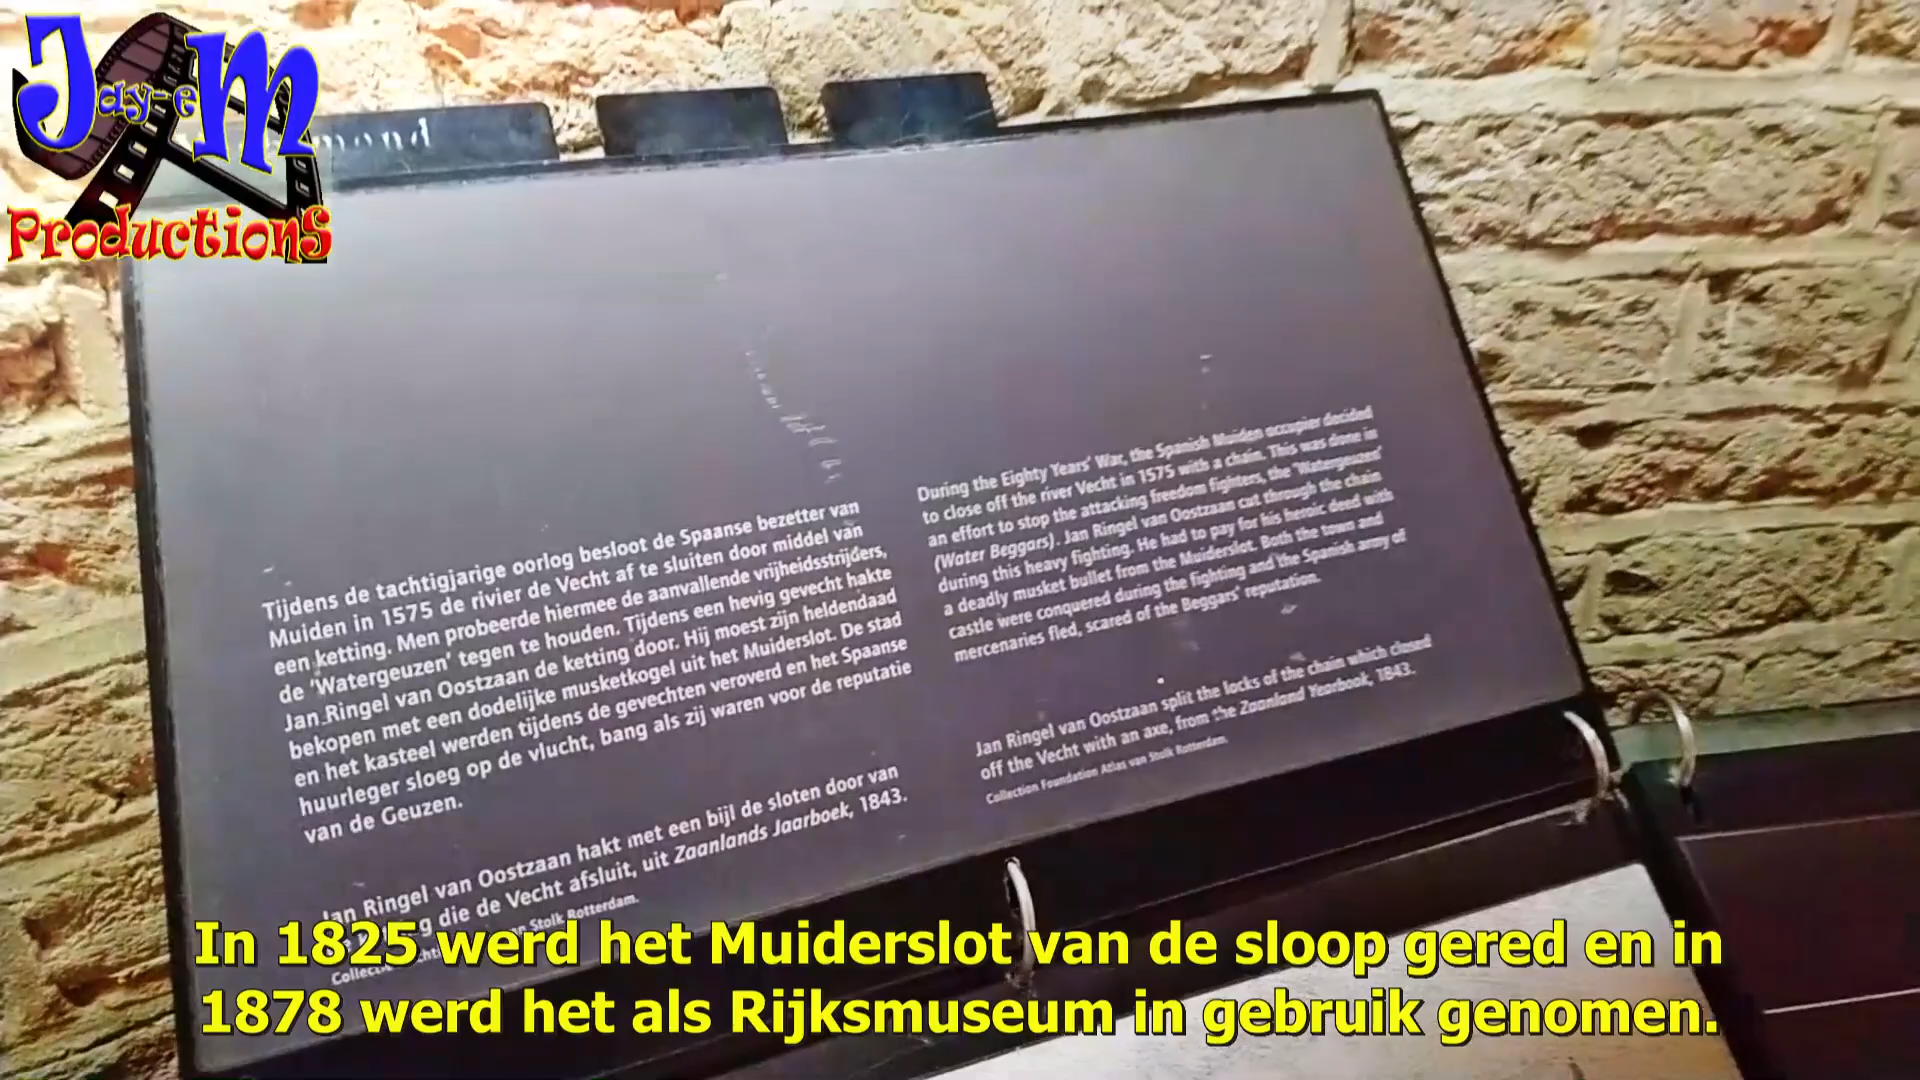 Jay-eM
Productions
mond
Tijdens de tachtigjarige oorlog besloot de Spaanse bezetter van
Muiden in 1575 de rivier de Vecht af te sluiten door middel van
een ketting. Men probeerde hiermee de aanvallende vrijheidsstrijders,
de ‘Watergeuzen’ tegen te houden. Tijdens een hevig gevecht hakte
Jan Ringel van Oostzaan de ketting door. Hij moest zijn heldendaad
bekopen met een dodelijke musketkogel uit het Muiderslot. De stad
en het kasteel werden tijdens de gevechten veroverd en het Spaanse
huurleger sloeg op de vlucht, bang als zij waren voor de reputatie
van de Geuzen.
Jan Ringel van Oostzaan hakt met een bijl de sloten door van
die de Vecht afsluit, uit Zaanlands Jaarboek, 1843.
Stolk Rotterdam.
During the Eighty Years’ War, the Spanish Muiden occupier decided
to close off the river Vecht in 1575 with a chain. This was done in
an effort to stop the attacking freedom fighters, the ‘Watergeuzen’
(Water Beggars). Jan Ringel van Oostzaan cut through the chain
during this heavy fighting. He had to pay for his heroic deed with
a deadly musket bullet from the Muiderslot. Both the town and
castle were conquered during the fighting and the Spanish army of
mercenaries fled, scared of the Beggars’ reputation.
Jan Ringel van Oostzaan split the locks of the chain which closed
off the Vecht with an axe, from the Zaanland Yearbook, 1843.
Collection Foundation Atlas van Stolk Rotterdam.
In 1825 werd het Muiderslot van de sloop gered en in
1878 werd het als Rijksmuseum in gebruik genomen.